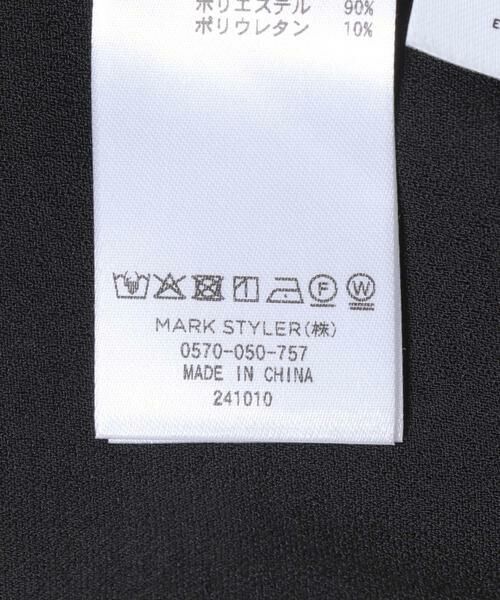 ポリエステル 90%
ポリウレタン 10%
E
F W
MARK STYLER(株)
0570-050-757
MADE IN CHINA
241010